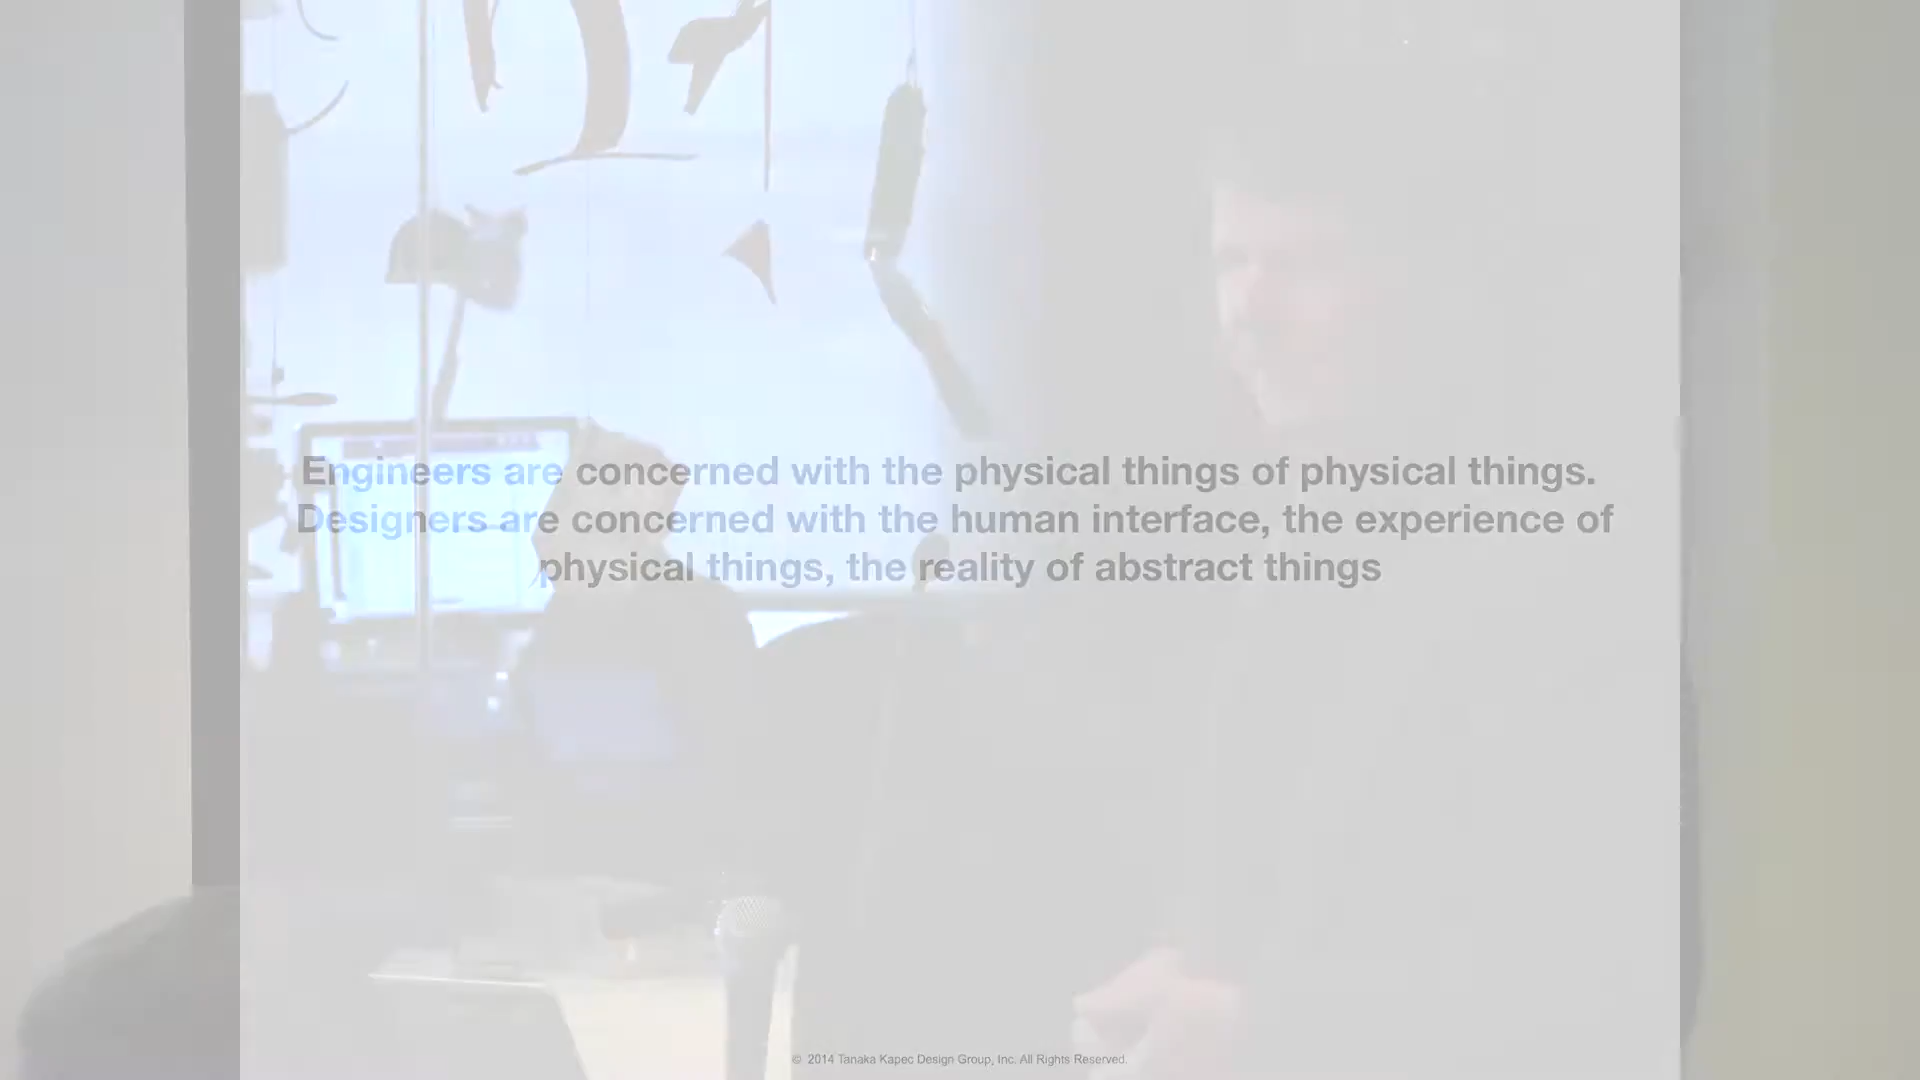 Engineers are concerned with the physical things of physical things.
Designers are concerned with the human interface, the experience of
physical things, the reality of abstract things
© 2014 Tanaka Kapec Design Group, Inc. All Rights Reserved.